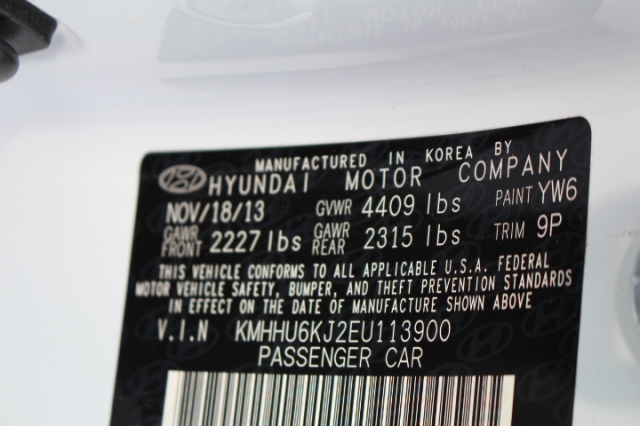 MANUFACTURED IN KOREA BY
HYUNDAI MOTOR COMPANY
NOV/18/13 GVWR 4409 lbs PAINT YW6
GAWR FRONT 2227 lbs GAWR REAR 2315 lbs TRIM 9P
THIS VEHICLE CONFORMS TO ALL APPLICABLE U.S.A. FEDERAL
MOTOR VEHICLE SAFETY, BUMPER, AND THEFT PREVENTION STANDARDS
IN EFFECT ON THE DATE OF MANUFACTURE SHOWN ABOVE
V.I.N KMHHU6KJ2EU113900
PASSENGER CAR